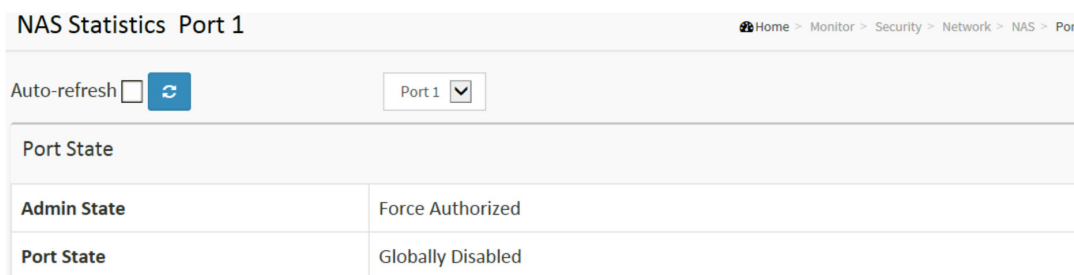 NAS Statistics Port 1
Home > Monitor > Security > Network > NAS >
Auto-refresh
Port 1
Port State
Admin State Force Authorized
Port State Globally Disabled